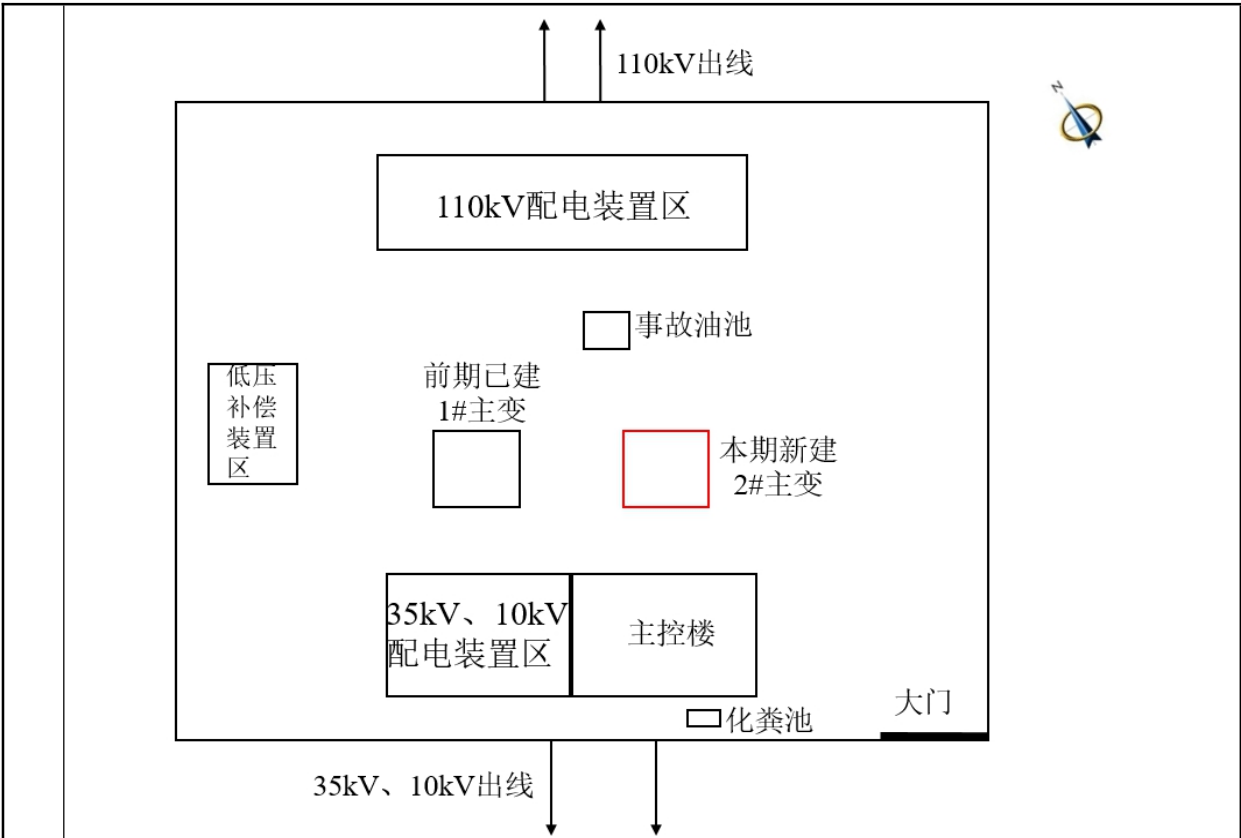 110kV出线
N
110kV配电装置区
事故油池
低压
补偿
装置
区
前期已建
1#主变
本期新建
2#主变
35kV、10kV
配电装置区
主控楼
大门
化粪池
35kV、10kV出线